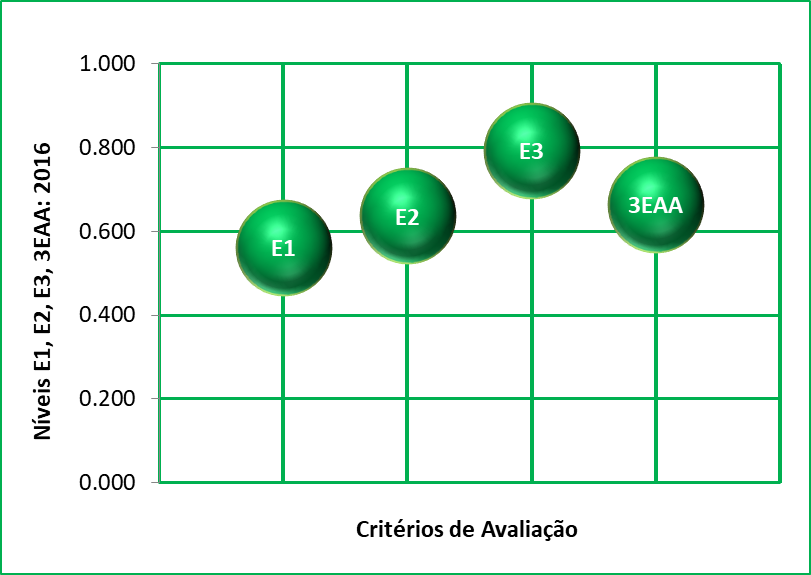 Níveis E1, E2, E3, 3EAA: 2016
1.000
0.800
0.600
0.400
0.200
0.000
E1
E2
E3
3EAA
Critérios de Avaliação